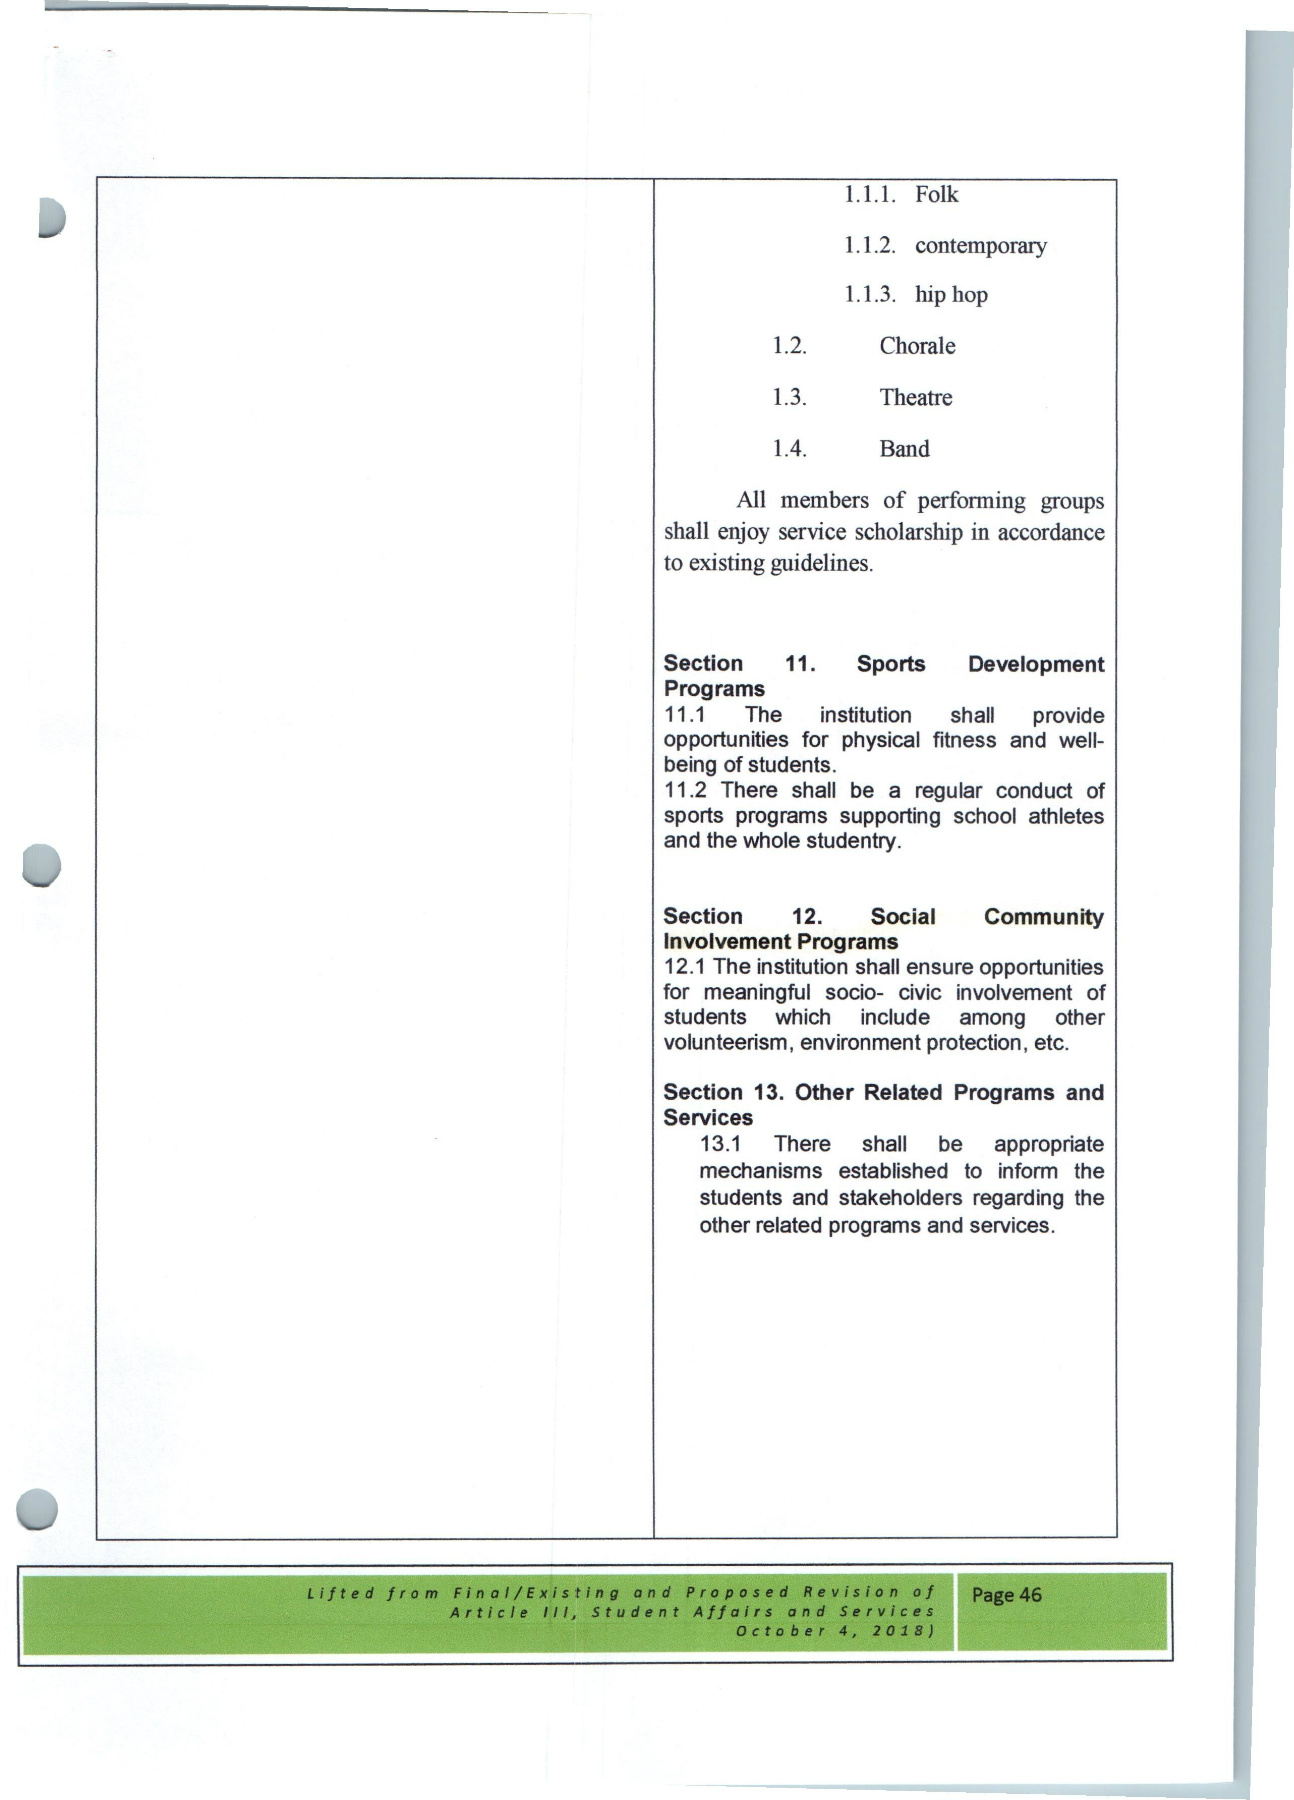 1.1.1. Folk
1.1.2. contemporary
1.1.3. hip hop
1.2. Chorale
1.3. Theatre
1.4. Band
All members of performing groups
shall enjoy service scholarship in accordance
to existing guidelines.
Section 11. Sports Development
Programs
11.1 The institution shall provide
opportunities for physical fitness and well-
being of students.
11.2 There shall be a regular conduct of
sports programs supporting school athletes
and the whole studentry.
Section 12. Social Community
Involvement Programs
12.1 The institution shall ensure opportunities
for meaningful socio- civic involvement of
students which include among other
volunteerism, environment protection, etc.
Section 13. Other Related Programs and
Services
13.1 There shall be appropriate
mechanisms established to inform the
students and stakeholders regarding the
other related programs and services.
Lifted from Final/Existing and Proposed Revision of
Article III, Student Affairs and Services
October 4, 2018)
Page 46